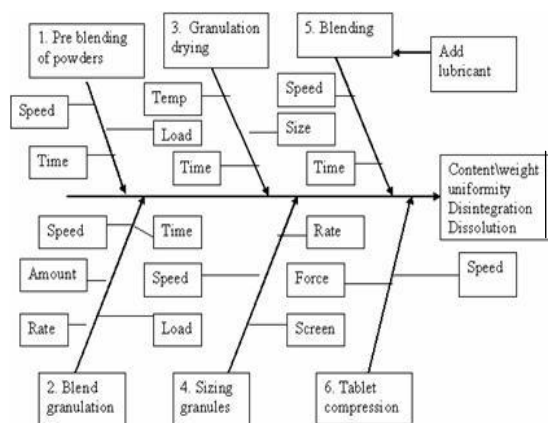 1. Pre blending
of powders
3. Granulation
drying
5. Blending
Add
lubricant
Speed
Load
Time
Temp
Size
Time
Speed
Time
Content\weight
uniformity
Disintegration
Dissolution
Speed
Time
Amount
Rate
Load
Rate
Speed
Screen
Force
Speed
2. Blend
granulation
4. Sizing
granules
6. Tablet
compression